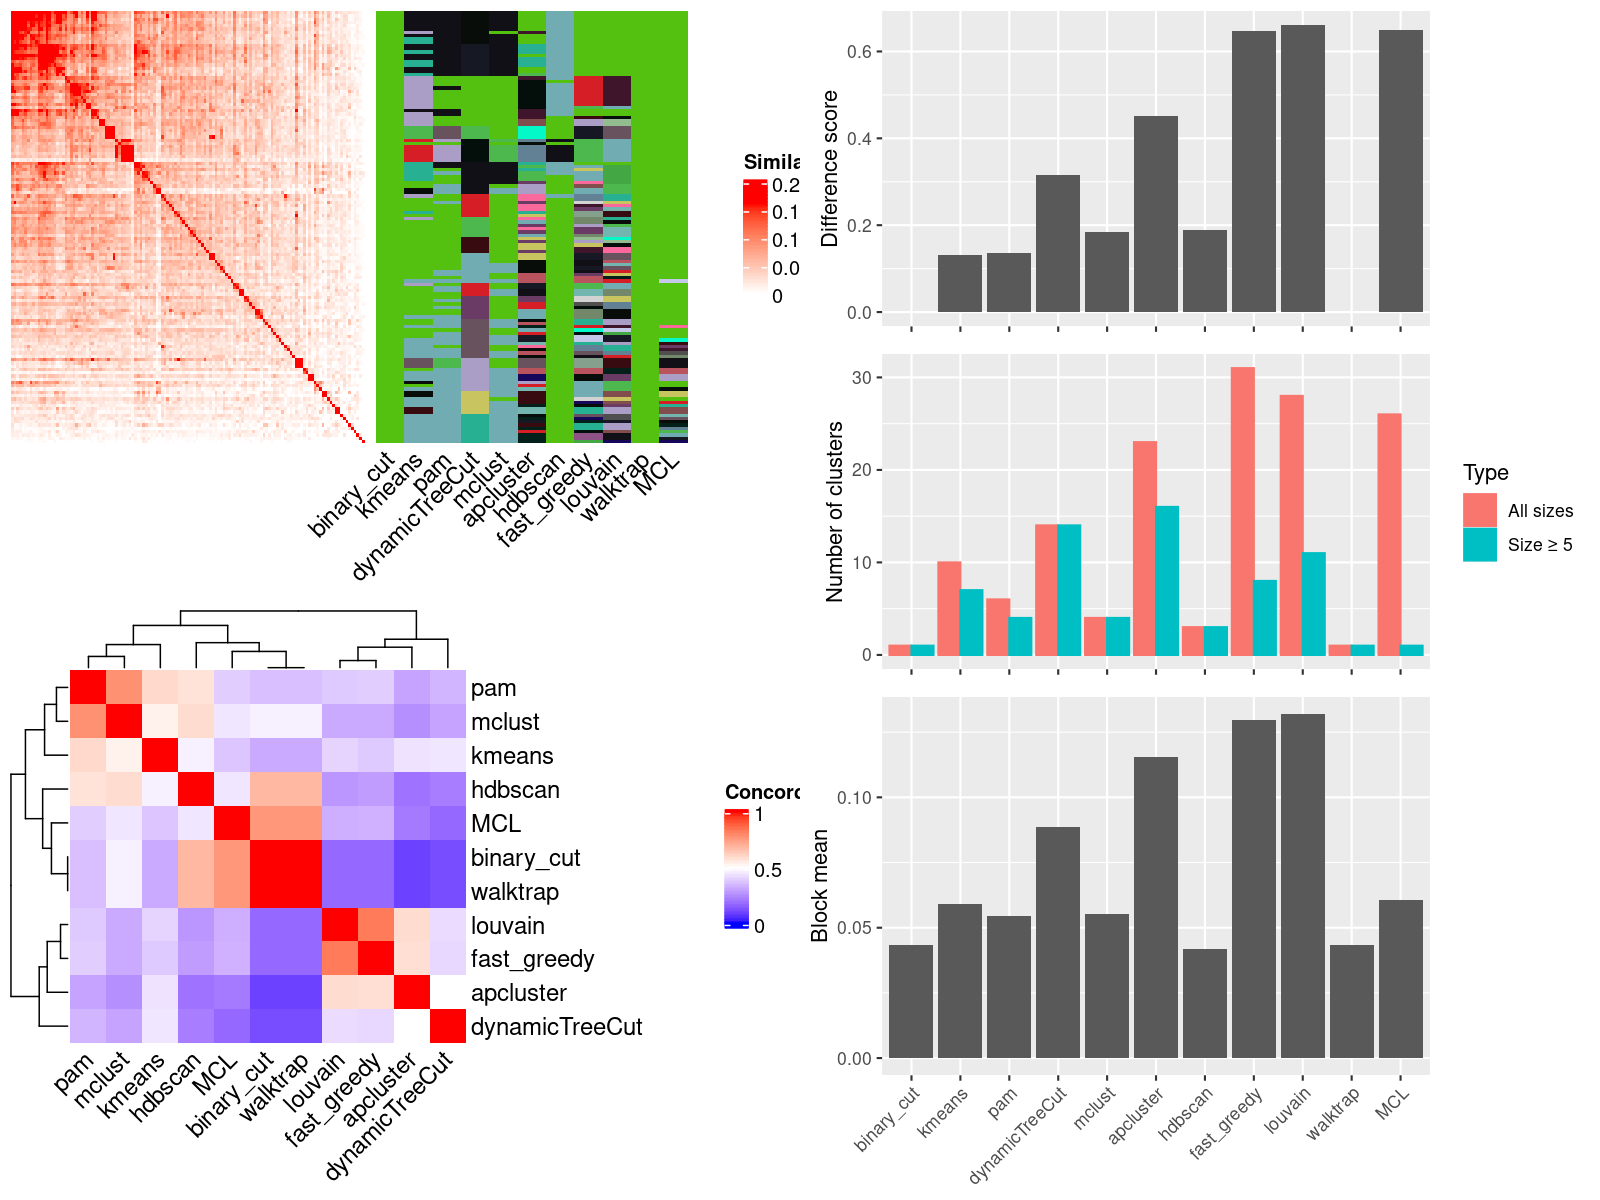 Simila
0.2
0.1
0.1
0.0
0
binary_cut
kmeans
pam
dynamicTreeCut
mclust
apcluster
hdbscan
fast_greedy
louvain
walktrap
MCL
Difference score
0.6
0.4
0.2
0.0
Number of clusters
30
20
10
0
Type
All sizes
Size ≥ 5
pam
mclust
kmeans
hdbscan
MCL
binary_cut
walktrap
louvain
fast_greedy
apcluster
dynamicTreeCut
pam
mclust
kmeans
hdbscan
MCL
binary_cut
walktrap
louvain
fast_greedy
apcluster
dynamicTreeCut
Concord
1
0.5
0
Block mean
0.10
0.05
0.00
binary_cut
kmeans
pam
dynamicTreeCut
mclust
apcluster
hdbscan
fast_greedy
louvain
walktrap
MCL